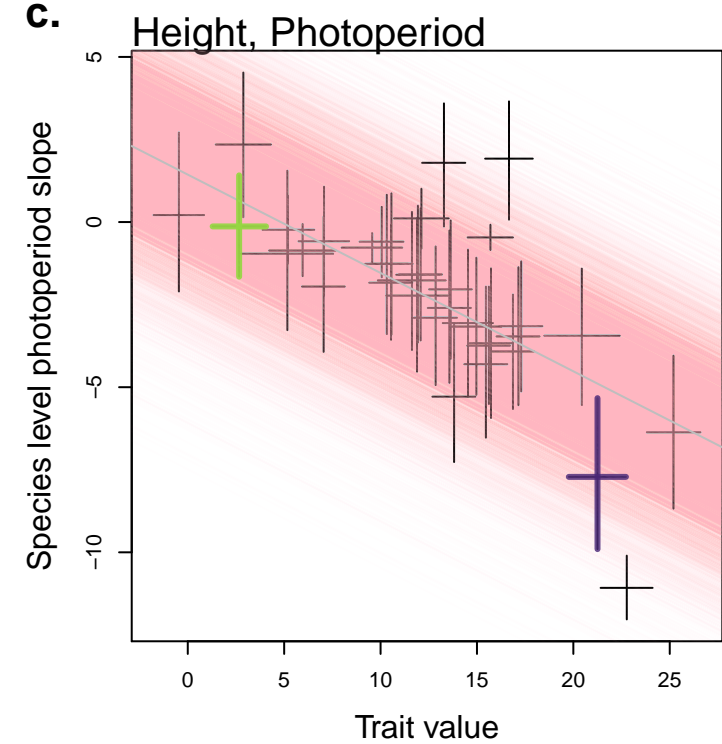 c.
Height, Photoperiod
Species level photoperiod slope
5
0
−5
−10
0 5 10 15 20 25
Trait value